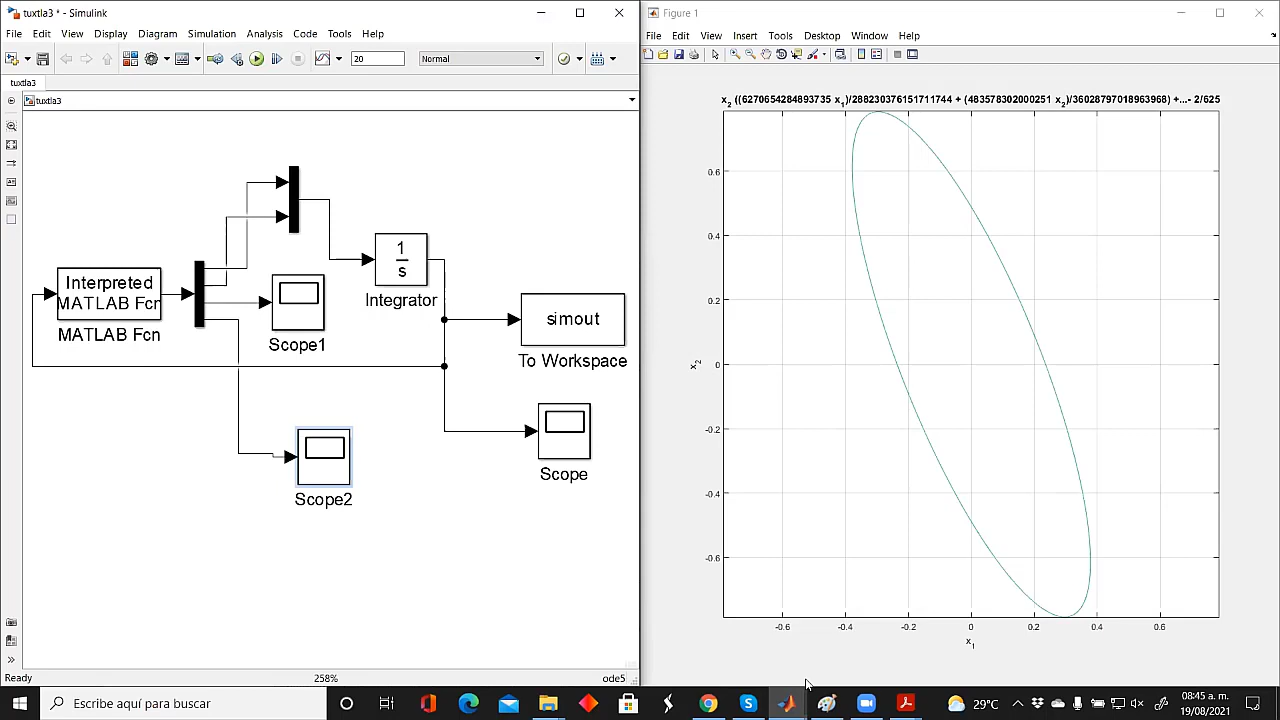 tuxtla3 * - Simulink
File Edit View Display Diagram Simulation Analysis Code Tools Help
20
Normal
tuxtla3
tuxtla3
Interpreted
MATLAB Fcn
MATLAB Fcn
Scope1
1
s
Integrator
simout
To Workspace
Scope
Scope2
Ready
258%
ode5
Figure 1
File Edit View Insert Tools Desktop Window Help
x2 ((6270654284893735 x1)/288230376151711744 + (483578302000251 x2)/36028797018963968) +...- 2/625
0.6
0.4
0.2
0
-0.2
-0.4
-0.6
x2
-0.6 -0.4 -0.2 0 0.2 0.4 0.6
x1
Escribe aquí para buscar
29°C
08:45 a. m.
19/08/2021